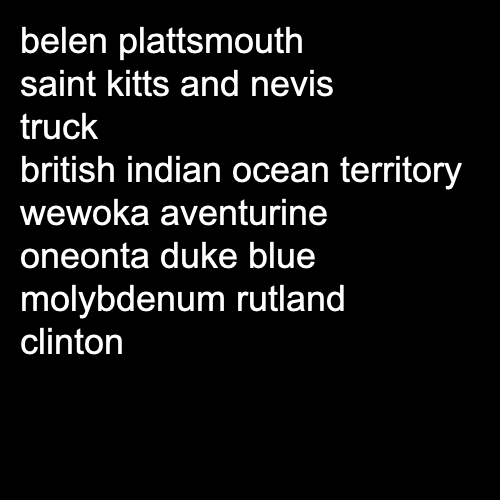 belen plattsmouth
saint kitts and nevis
truck
british indian ocean territory
wewoka aventurine
oneonta duke blue
molybdenum rutland
clinton